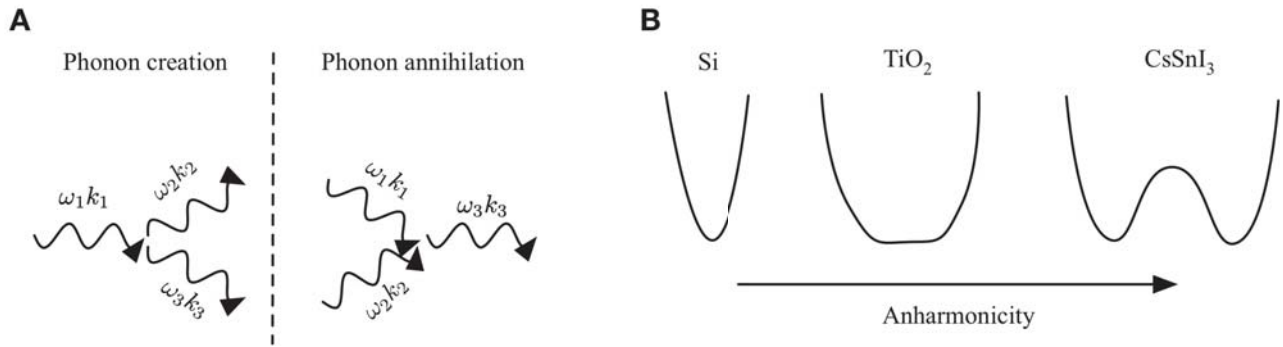 A
Phonon creation
Phonon annihilation
ω₁k₁
ω₂k₂
ω₃k₃
ω₁k₁
ω₂k₂
ω₃k₃
B
Si
TiO₂
CsSnI₃
Anharmonicity